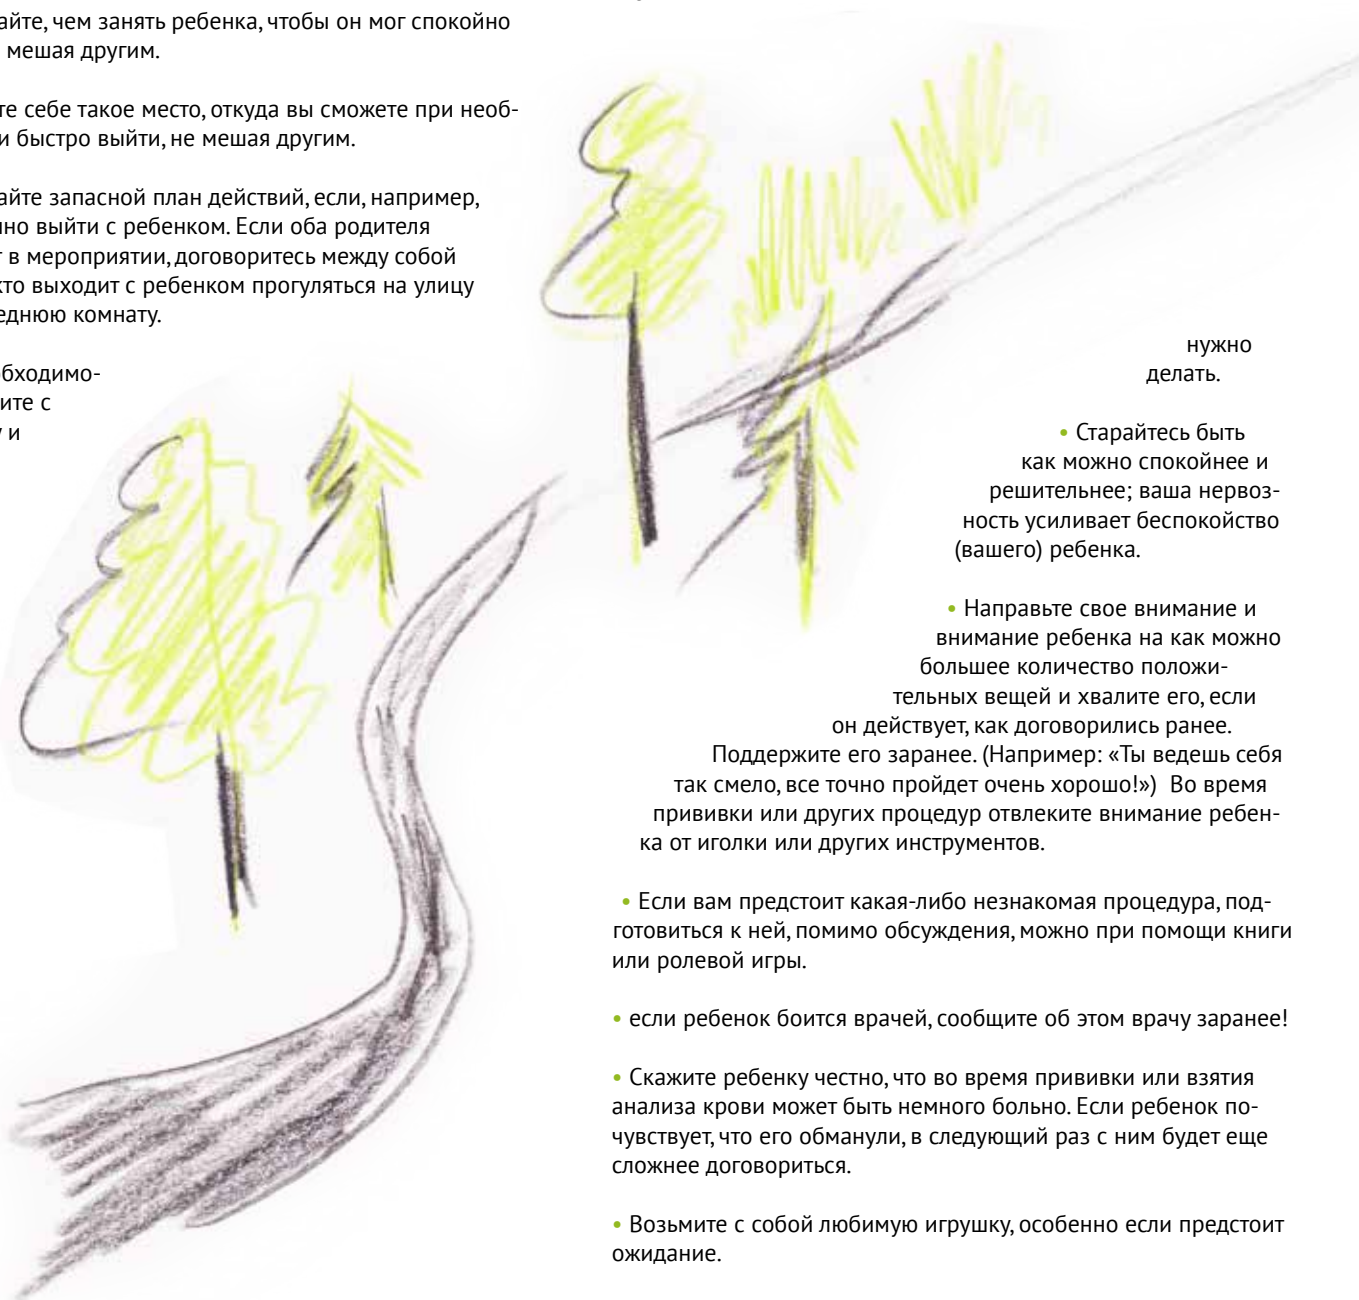 айте, чем занять ребенка, чтобы он мог спокойно
мешая другим.
те себе такое место, откуда вы сможете при необ-
и быстро выйти, не мешая другим.
айте запасной план действий, если, например,
но выйти с ребенком. Если оба родителя
т в мероприятии, договоритесь между собой
кто выходит с ребенком прогуляться на улицу
еднюю комнату.
обходимо-
ите с
у и
нужно
делать.
• Старайтесь быть
как можно спокойнее и
решительнее; ваша нервоз-
ность усиливает беспокойство
(вашего) ребенка.
• Направьте свое внимание и
внимание ребенка на как можно
большее количество положи-
тельных вещей и хвалите его, если
он действует, как договорились ранее.
Поддержите его заранее. (Например: «Ты ведешь себя
так смело, все точно пройдет очень хорошо!») Во время
прививки или других процедур отвлеките внимание ребен-
ка от иголки или других инструментов.
• Если вам предстоит какая-либо незнакомая процедура, под-
готовиться к ней, помимо обсуждения, можно при помощи книги
или ролевой игры.
• если ребенок боится врачей, сообщите об этом врачу заранее!
• Скажите ребенку честно, что во время прививки или взятия
анализа крови может быть немного больно. Если ребенок по-
чувствует, что его обманули, в следующий раз с ним будет еще
сложнее договориться.
• Возьмите с собой любимую игрушку, особенно если предстоит
ожидание.